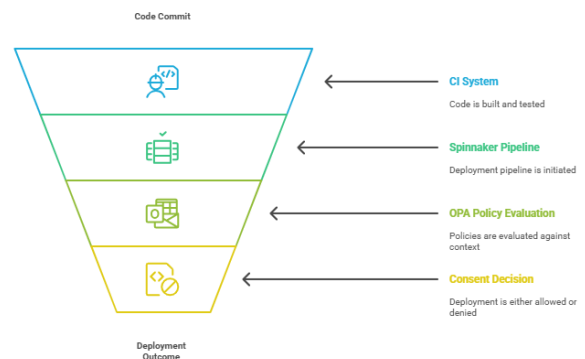 Code Commit
CI System
Code is built and tested
Spinnaker Pipeline
Deployment pipeline is initiated
OPA Policy Evaluation
Policies are evaluated against
context
Consent Decision
Deployment is either allowed or
denied
Deployment
Outcome